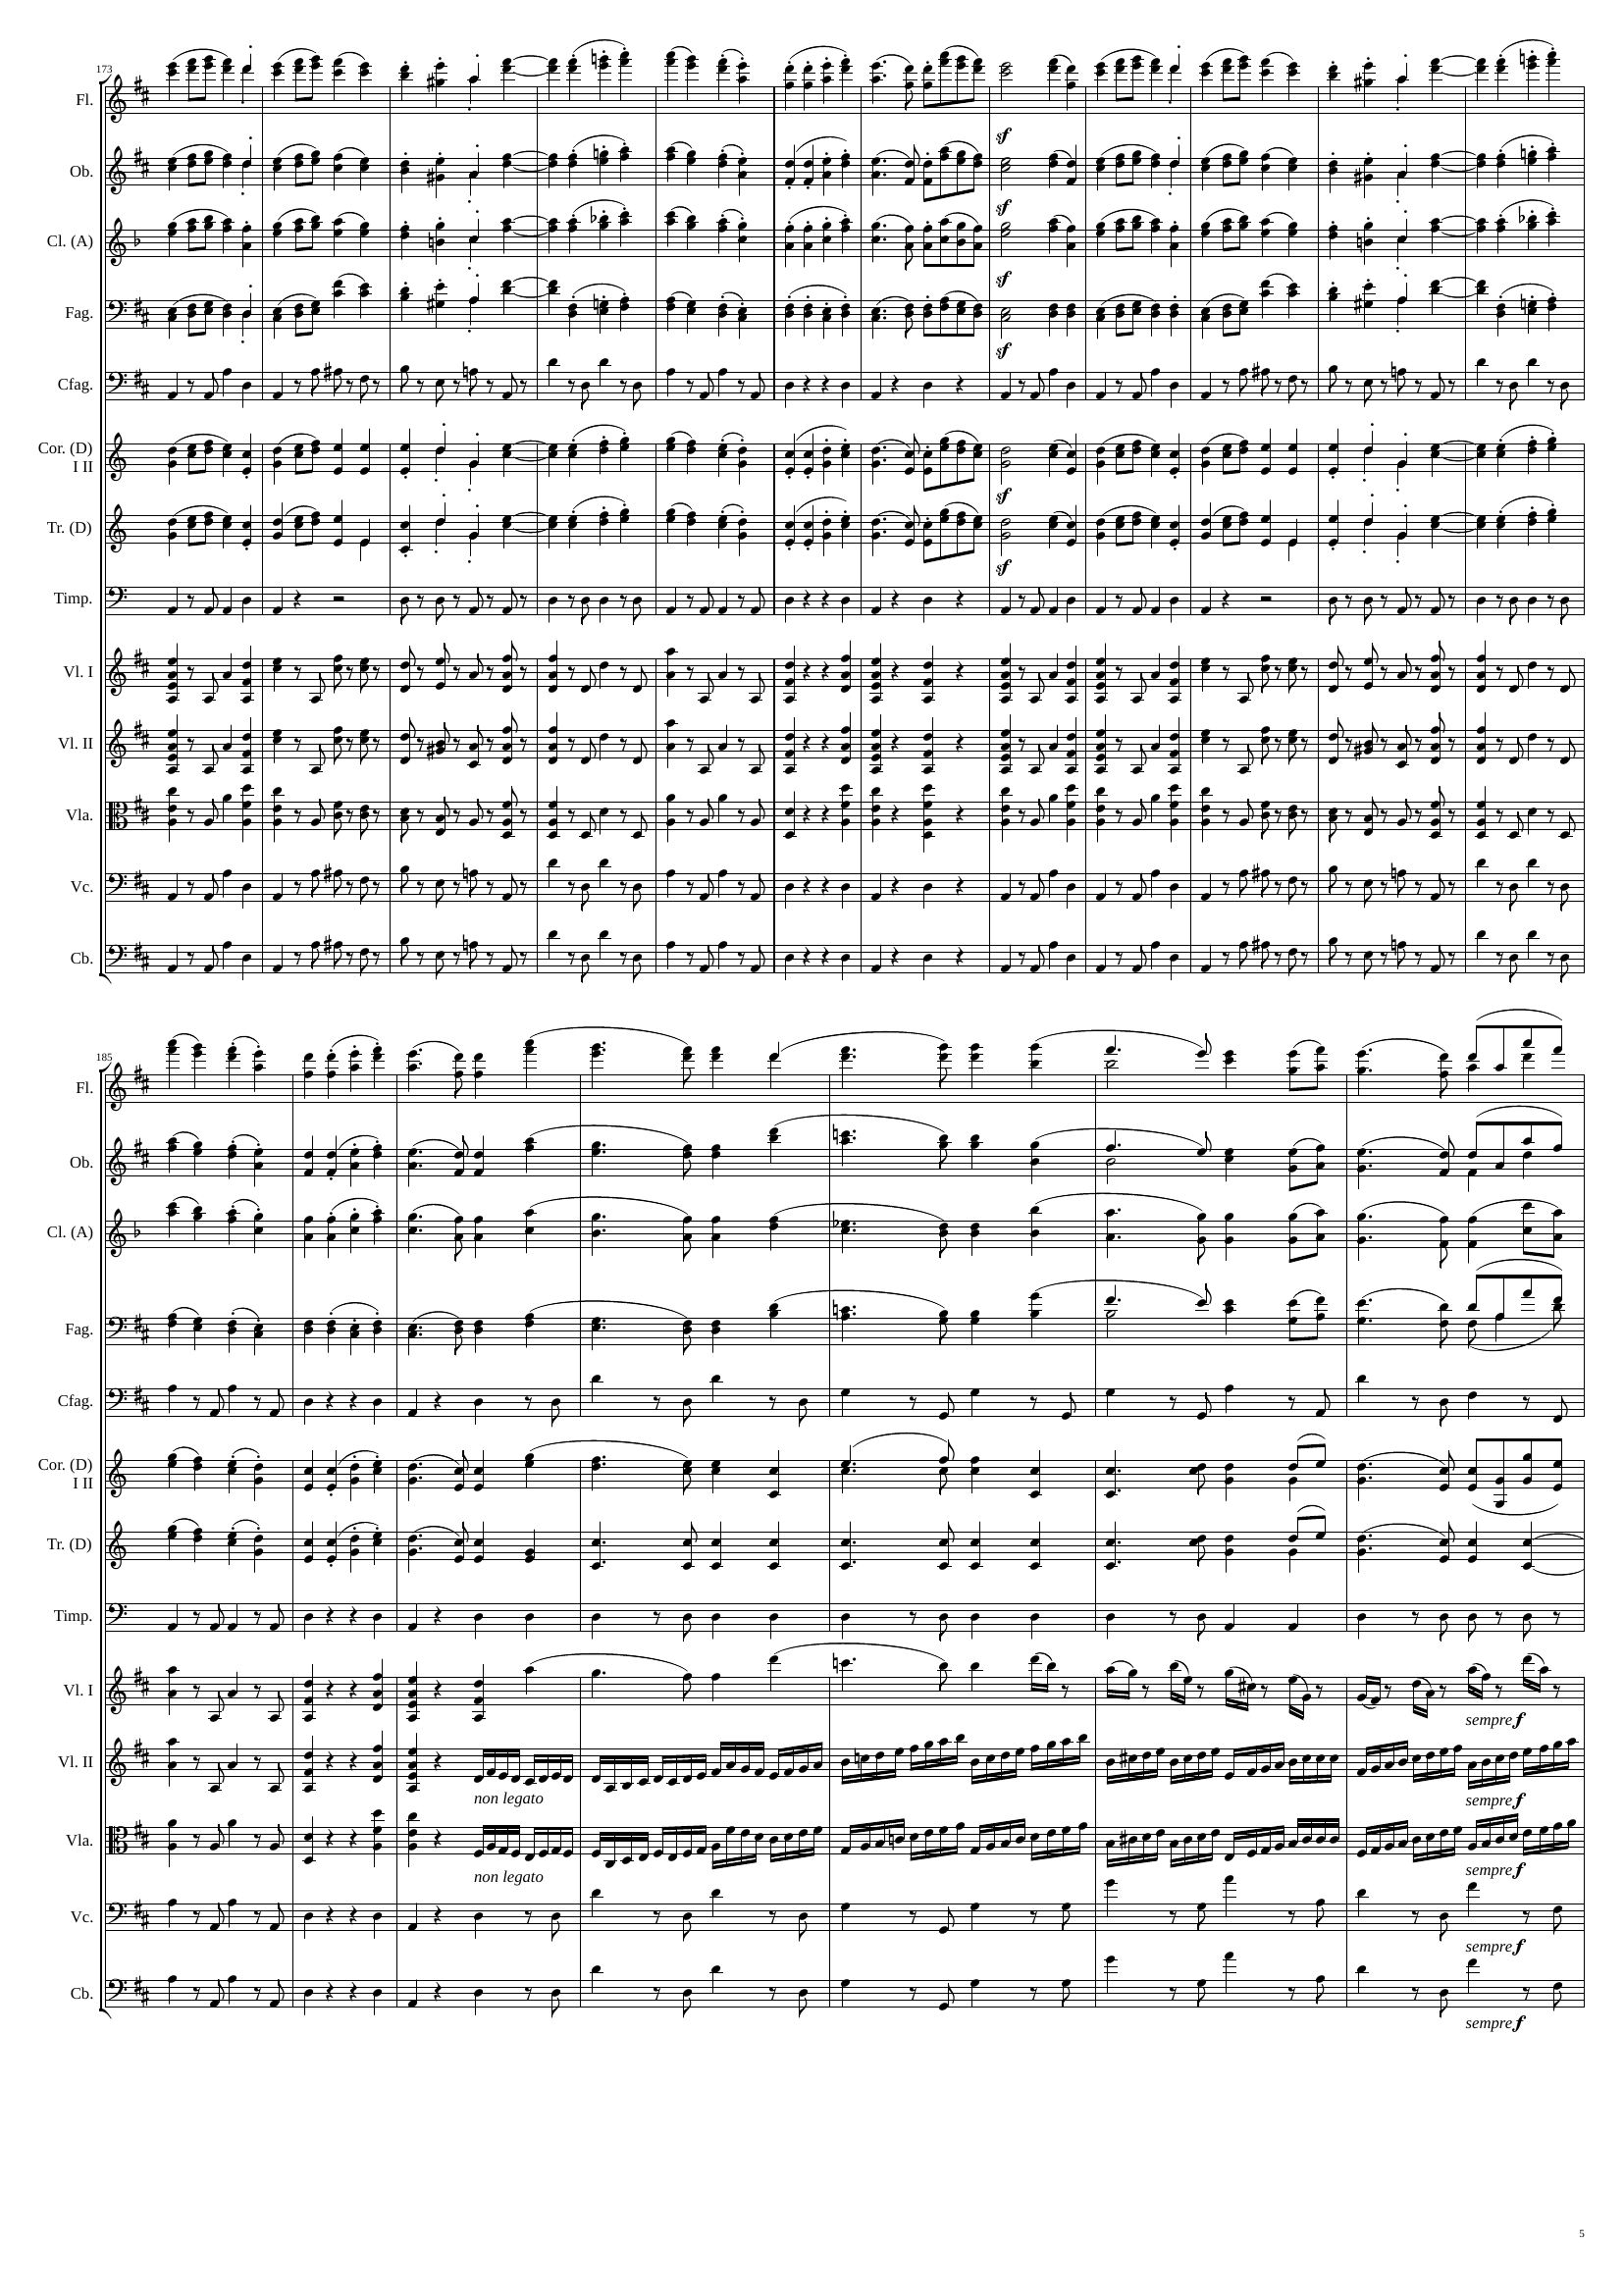 173
Fl.
sf
Ob.
sf
Cl. (A)
sf
Fag.
sf
Cfag.
Cor. (D)
I II
sf
Tr. (D)
sf
Timp.
Vl. I
Vl. II
Vla.
Vc.
Cb.
185
Fl.
Ob.
Cl. (A)
Fag.
Cfag.
Cor. (D)
I II
Tr. (D)
Timp.
Vl. I
sempre f
Vl. II
non legato sempre f
Vla.
non legato sempre f
Vc.
sempre f
Cb.
sempre f
5